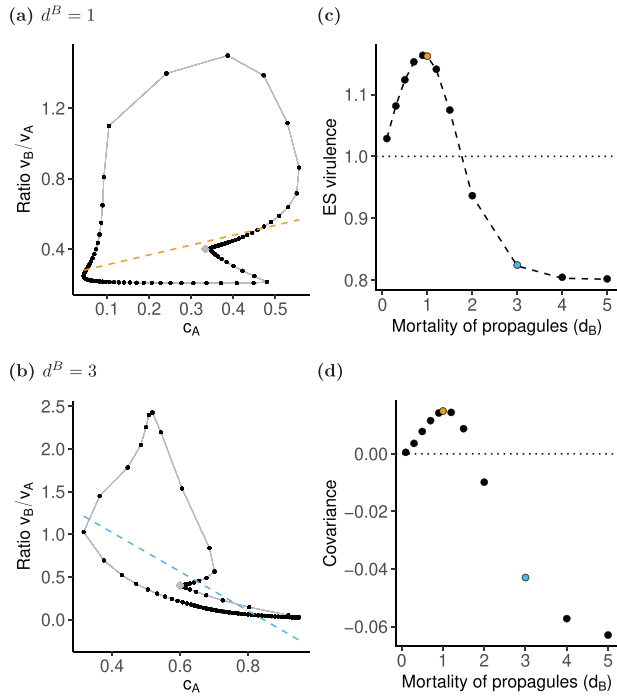 (a) d^B = 1
1.2
0.8
0.4
Ratio v_B/v_A
0.1 0.2 0.3 0.4 0.5
c_A
(c)
1.1
1.0
0.9
0.8
ES virulence
0 1 2 3 4 5
Mortality of propagules (d_B)
(b) d^B = 3
2.5
2.0
1.5
1.0
0.5
0.0
Ratio v_B/v_A
0.4 0.6 0.8
c_A
(d)
0.00
−0.02
−0.04
−0.06
Covariance
0 1 2 3 4 5
Mortality of propagules (d_B)